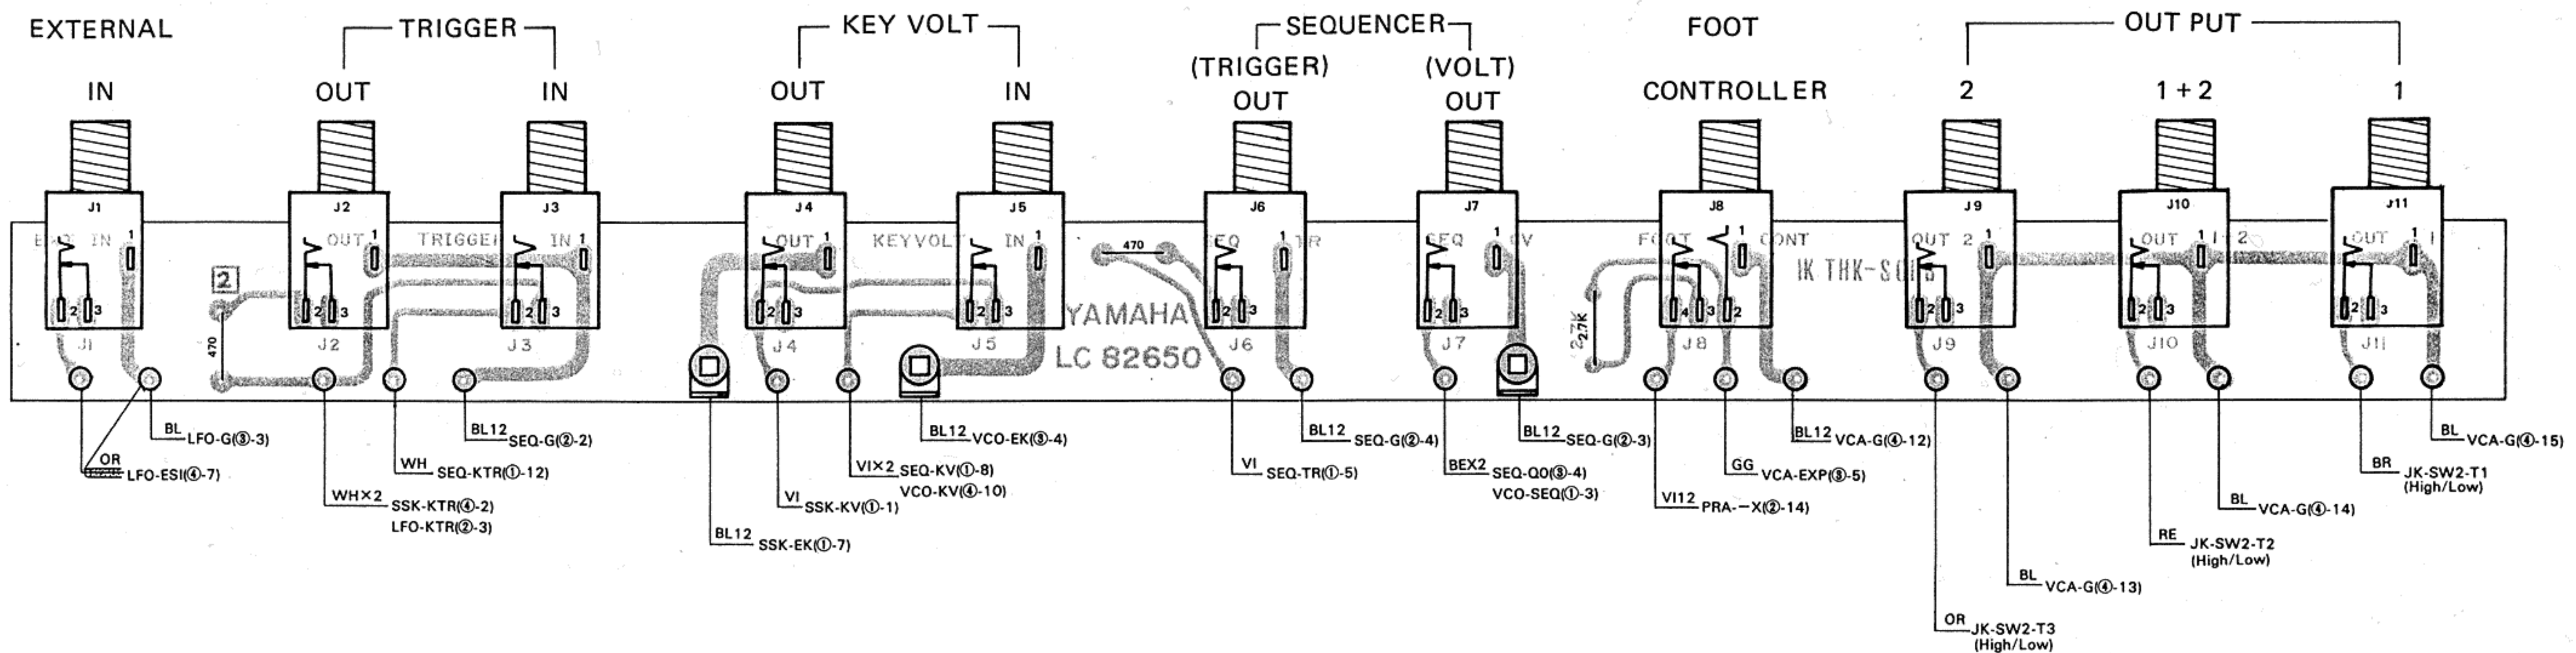 EXTERNAL
TRIGGER
KEY VOLT
SEQUENCER
FOOT
OUT PUT
(TRIGGER)
(VOLT)
IN
OUT
IN
OUT
IN
OUT
OUT
CONTROLLER
2
1 + 2
1
J1
J2
J3
J4
J5
J6
J7
J8
J9
J10
J11
IN
1
OUT
1
TRIGGER
IN
1
OUT
1
KEYVOLT
IN
1
470
SEQ
1
TR
SEQ
1
CV
FOOT
1
CONT
OUT 2
1
OUT
1
1+2
OUT
1
1
2
2 3
2 3
2 3
2 3
2 3
2 3
2 3
4 3 2
2 3
2 3
2 3
470
YAMAHA
LC 82650
2.7K
J1
J2
J3
J4
J5
J6
J7
J8
J9
J10
J11
BL
LFO-G(③-3)
OR
LFO-ESI(④-7)
WH×2
SSK-KTR(④-2)
LFO-KTR(②-3)
WH
SEQ-KTR(①-12)
BL12
SEQ-G(②-2)
BL12
SSK-EK(①-7)
VI
SSK-KV(①-1)
VI×2
SEQ-KV(①-8)
VCO-KV(④-10)
BL12
VCO-EK(③-4)
VI
SEQ-TR(①-5)
BL12
SEQ-G(②-4)
BEX2
SEQ-QO(③-4)
VCO-SEQ(①-3)
BL12
SEQ-G(②-3)
VI12
PRA-－X(②-14)
GG
VCA-EXP(③-5)
BL12
VCA-G(④-12)
OR
JK-SW2-T3
(High/Low)
BL
VCA-G(④-13)
RE
JK-SW2-T2
(High/Low)
BL
VCA-G(④-14)
BR
JK-SW2-T1
(High/Low)
BL
VCA-G(④-15)